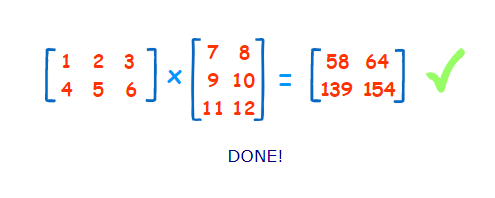 [1 2 3
4 5 6] × [7 8
9 10
11 12] = [58 64
139 154] ✓
DONE!